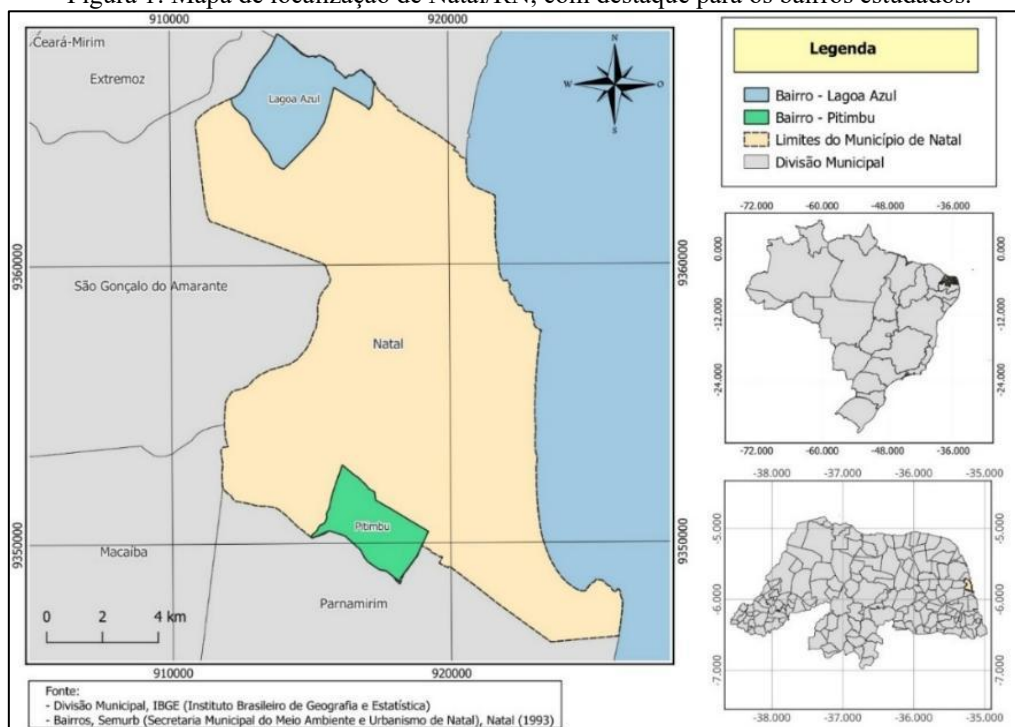 Figura 1: Mapa de localização de Natal/RN, com destaque para os bairros estudados.
910000
920000
Ceará-Mirim
Extremoz
Lagoa Azul
N
W
O
S
9360000
9360000
São Gonçalo do Amarante
Natal
Pitimbu
9350000
9350000
Macaíba
Parnamirim
0 2 4 km
910000
920000
Fonte:
- Divisão Municipal, IBGE (Instituto Brasileiro de Geografia e Estatística)
- Bairros, Semurb (Secretaria Municipal do Meio Ambiente e Urbanismo de Natal), Natal (1993)
Legenda
Bairro - Lagoa Azul
Bairro - Pitimbu
Limites do Município de Natal
Divisão Municipal
-72.000 -60.000 -48.000 -36.000
0.000
-12.000
-24.000
0.000
-12.000
-24.000
-72.000 -60.000 -48.000 -36.000
-38.000 -37.000 -36.000 -35.000
-5.000
-6.000
-7.000
-5.000
-6.000
-7.000
-38.000 -37.000 -36.000 -35.000